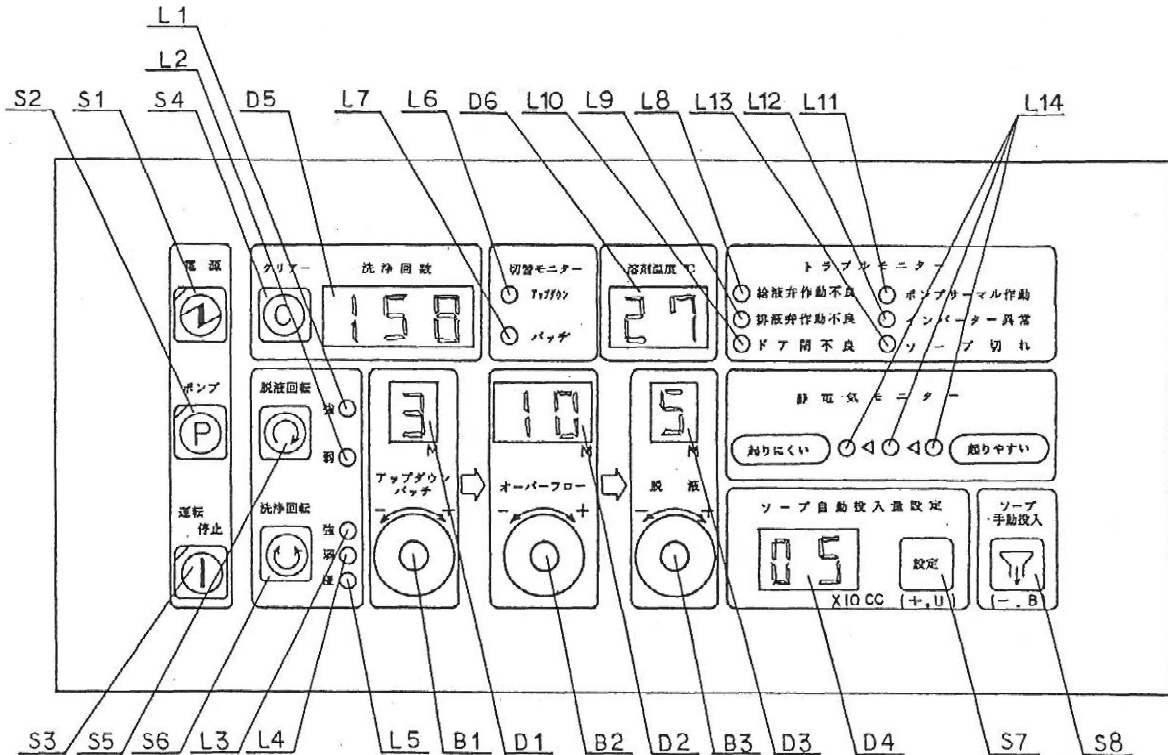 L1
L2
S2 S1 S4 D5 L7 L6 D6 L10 L9 L8 L13 L12 L11 L14
電源
クリアー 洗浄回数
158
切替モニター
アップダウン
バッチ
溶剤温度 ℃
27
トラブルモニター
給液弁作動不良 ポンプサーマル作動
排液弁作動不良 インバーター異常
ドア閉不良 ソープ切れ
ポンプ
P
運転
停止
脱液回転
強
弱
洗浄回転
強
弱
3
M
アップダウン
バッチ
- +
10
M
オーバーフロー
- +
5
M
脱液
- +
静電気モニター
起りにくい 起りやすい
ソープ自動投入量設定
05
設定
X10CC (+,U)
ソープ
手動投入
(-,B)
S3 S5 S6 L3 L4 L5 B1 D1 B2 D2 B3 D3 D4 S7 S8